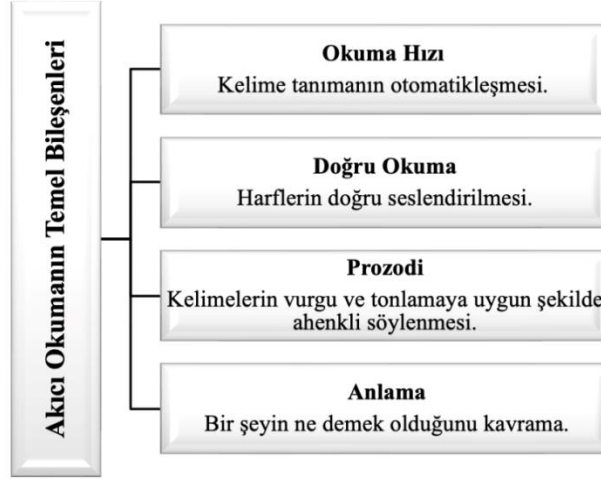 Akıcı Okumanın Temel Bileşenleri
Okuma Hızı
Kelime tanımanın otomatikleşmesi.
Doğru Okuma
Harflerin doğru seslendirilmesi.
Prozodi
Kelimelerin vurgu ve tonlamaya uygun şekilde
ahenkli söylenmesi.
Anlama
Bir şeyin ne demek olduğunu kavrama.